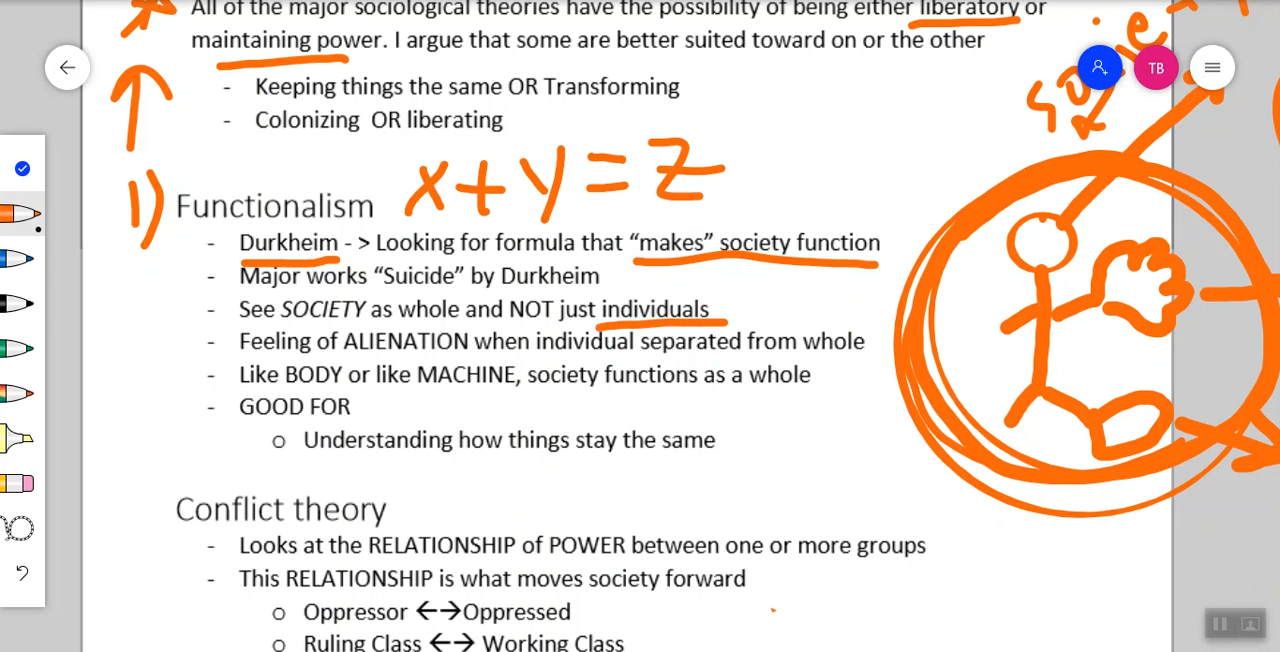 All of the major sociological theories have the possibility of being either liberatory or
maintaining power. I argue that some are better suited toward on or the other
- Keeping things the same OR Transforming
- Colonizing OR liberating
TB
x+y=z
1)
Functionalism
- Durkheim - > Looking for formula that “makes” society function
- Major works “Suicide” by Durkheim
- See SOCIETY as whole and NOT just individuals
- Feeling of ALIENATION when individual separated from whole
- Like BODY or like MACHINE, society functions as a whole
- GOOD FOR
o Understanding how things stay the same
Conflict theory
- Looks at the RELATIONSHIP of POWER between one or more groups
- This RELATIONSHIP is what moves society forward
o Oppressor ←→Oppressed
o Ruling Class ←→ Working Class